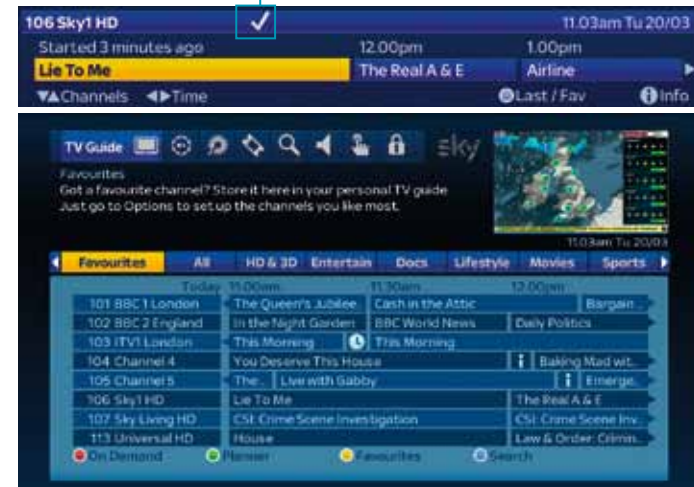 106 Sky1 HD 11.03am Tu 20/03
Started 3 minutes ago 12.00pm 1.00pm
Lie To Me The Real A & E Airline
Channels Time Last / Fav Info
TV Guide sky
Favourites
Got a favourite channel? Store it here in your personal TV guide
Just go to Options to set up the channels you like most.
11.03am Tu 20/03
Favourites All HD & 3D Entertain Docs Lifestyle Movies Sports
Today 11.00am 11.30am 12.00pm
101 BBC 1 London The Queen's Jubilee Cash in the Attic Bargain...
102 BBC 2 England In the Night Garden BBC World News Daily Politics
103 ITV1 London This Morning This Morning
104 Channel 4 You Deserve This House Baking Mad wit...
105 Channel 5 The... Live with Gabby Emerge...
106 Sky1 HD Lie To Me The Real A & E
107 Sky Living HD CSI: Crime Scene Investigation CSI: Crime Scene Inv...
113 Universal HD House Law & Order: Crimin...
On Demand Planner Favourites Search